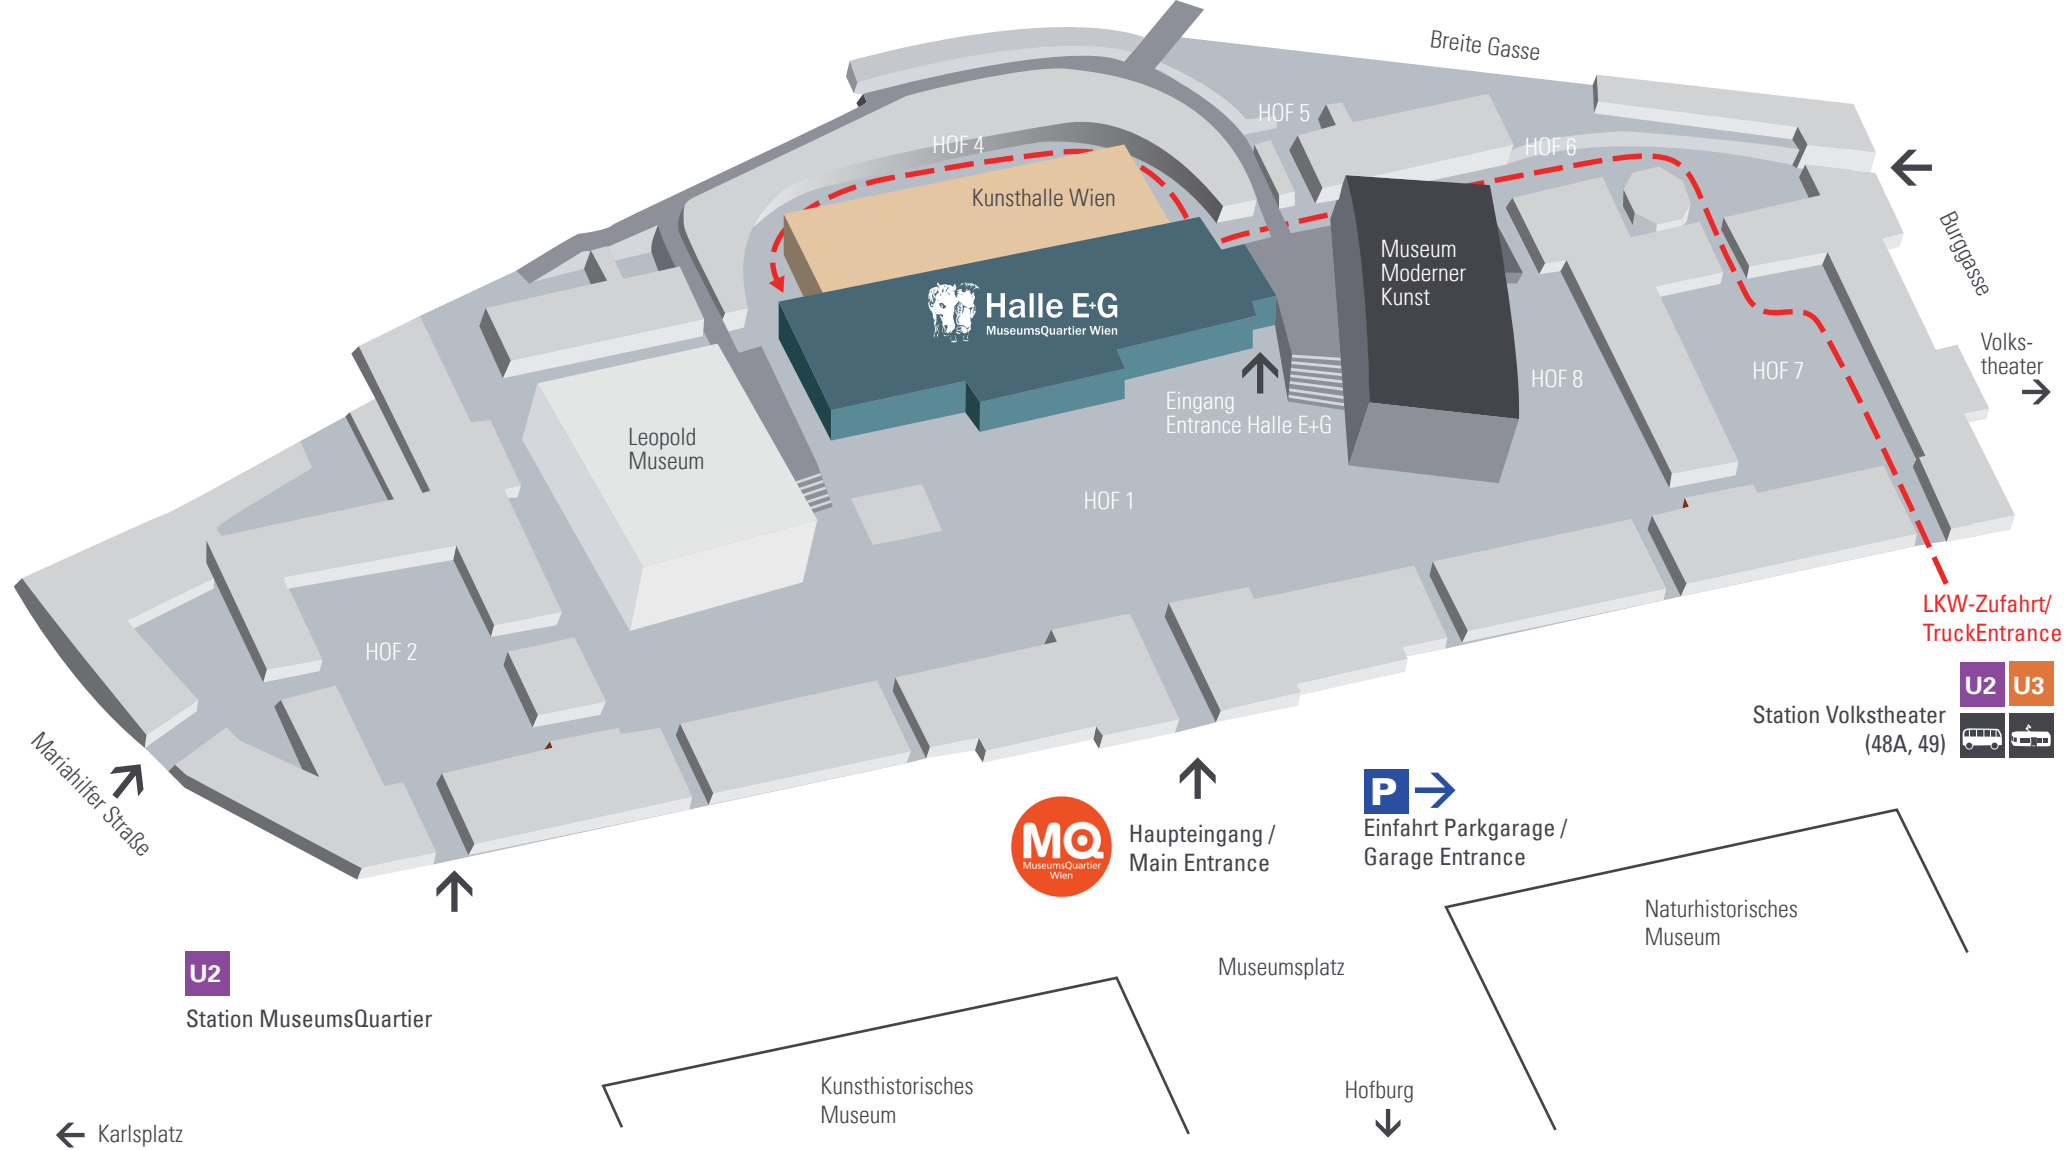 Breite Gasse
HOF 5
HOF 4
HOF 6
Kunsthalle Wien
Burggasse
Museum
Moderner
Kunst
Halle E+G
MuseumsQuartier Wien
Volks-
theater
HOF 8
HOF 7
Eingang
Entrance Halle E+G
Leopold
Museum
HOF 1
LKW-Zufahrt/
TruckEntrance
HOF 2
U2 U3
Station Volkstheater
(48A, 49)
Mariahilfer Straße
P
MQ
MuseumsQuartier
Wien
Haupteingang /
Main Entrance
Einfahrt Parkgarage /
Garage Entrance
Naturhistorisches
Museum
U2
Station MuseumsQuartier
Museumsplatz
Kunsthistorisches
Museum
Hofburg
Karlsplatz